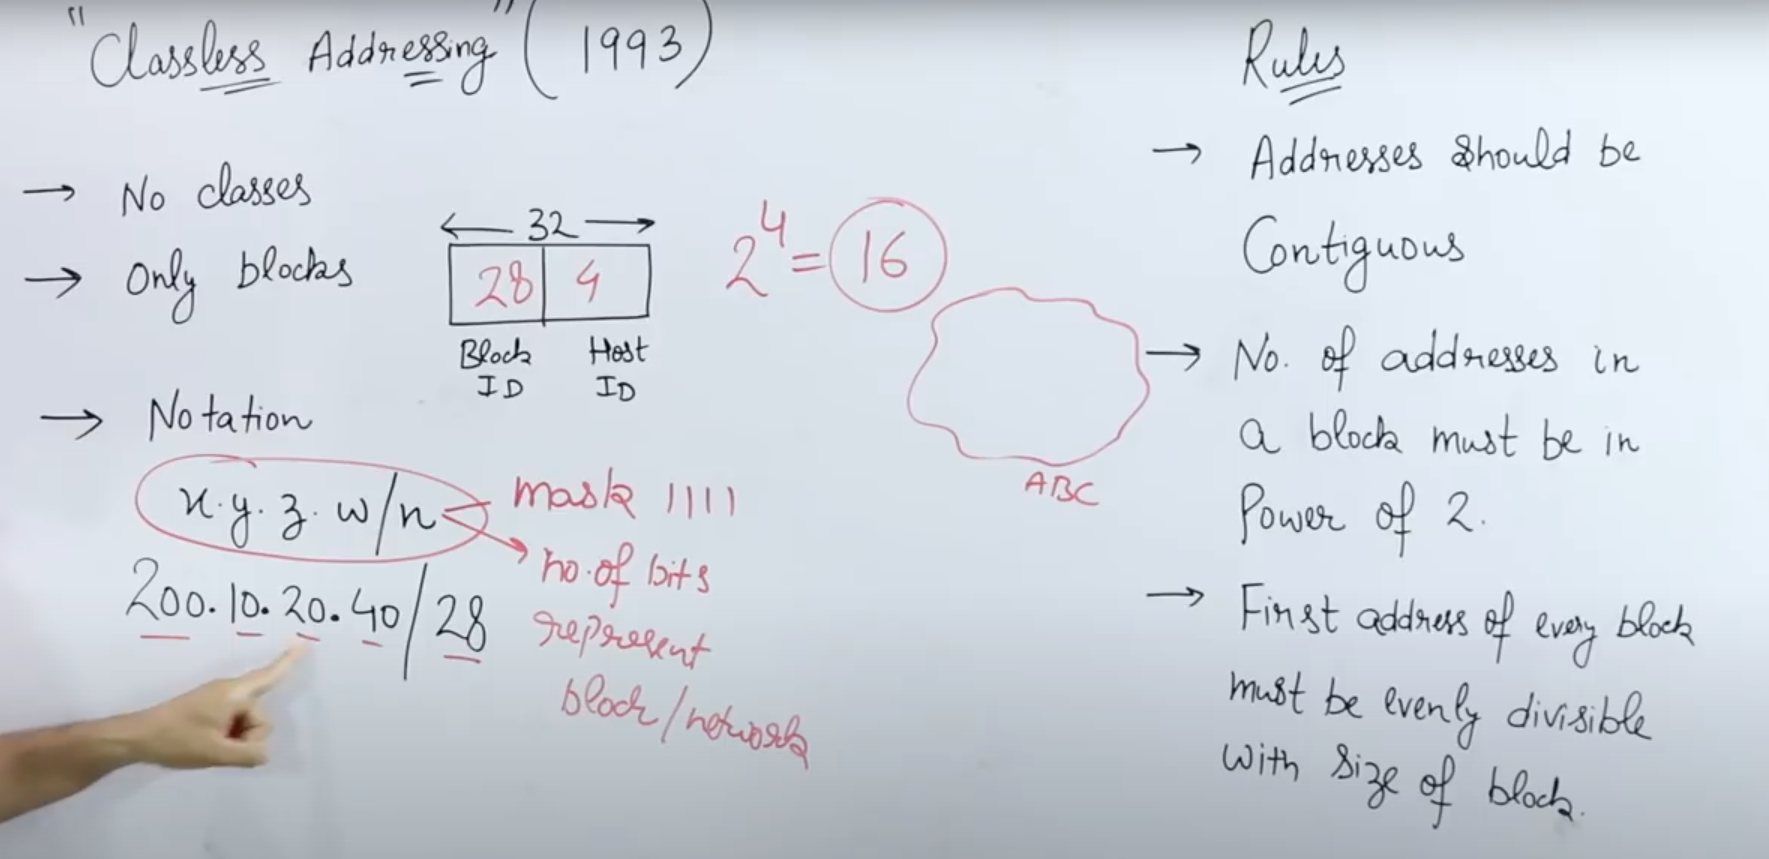 "Classless Addressing" (1993)
→ No classes
→ Only blocks
← 32 →
28 | 4
Block ID
Host ID
2⁴ = 16
ABC
→ Notation
x.y.z.w/n
mask 1111
no. of bits
represent
block/network
200.10.20.40/28
Rules
→ Addresses should be
Contiguous
→ No. of addresses in
a block must be in
Power of 2.
→ First address of every block
must be evenly divisible
with size of block.